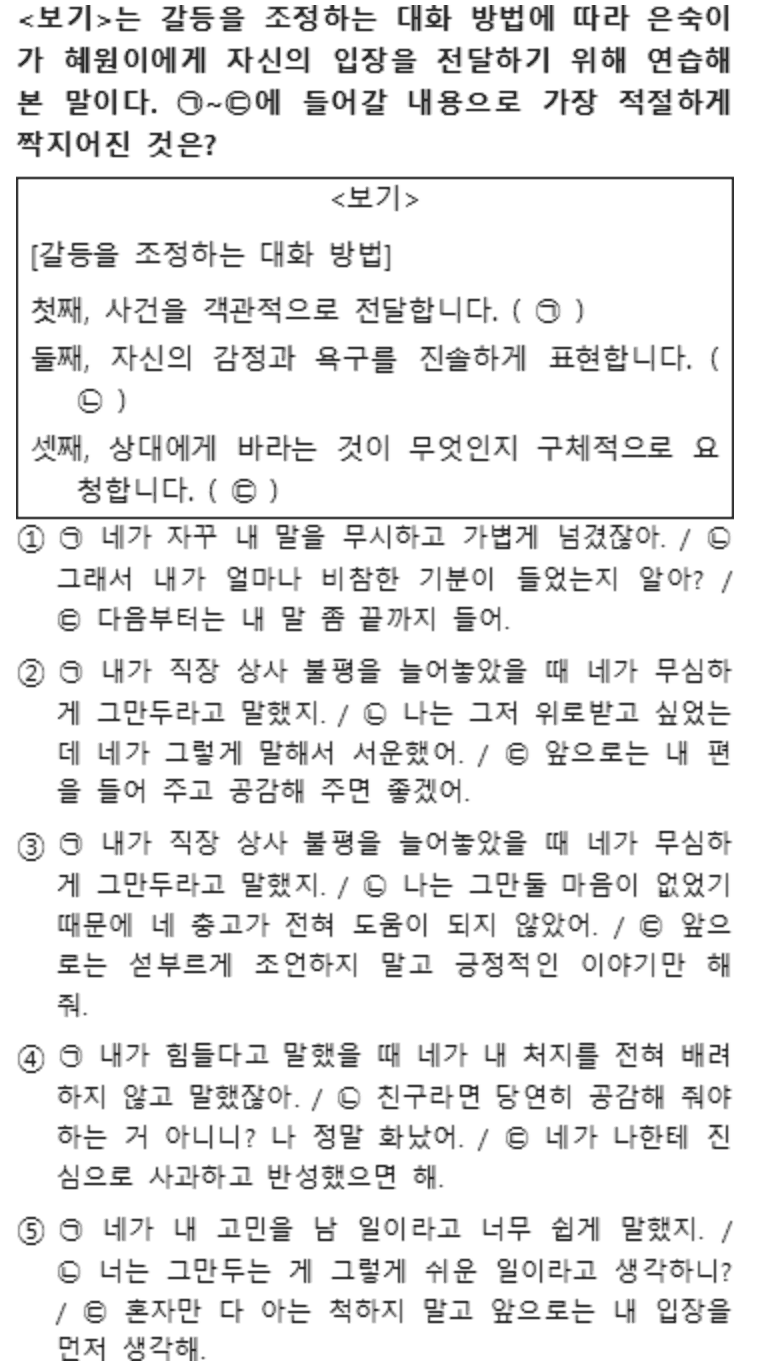 <보기>는 갈등을 조정하는 대화 방법에 따라 은숙이
가 혜원이에게 자신의 입장을 전달하기 위해 연습해
본 말이다. ㉠~㉢에 들어갈 내용으로 가장 적절하게
짝지어진 것은?
<보기>
[갈등을 조정하는 대화 방법]
첫째, 사건을 객관적으로 전달합니다. ( ㉠ )
둘째, 자신의 감정과 욕구를 진솔하게 표현합니다. (
㉡ )
셋째, 상대에게 바라는 것이 무엇인지 구체적으로 요
청합니다. ( ㉢ )
① ㉠ 네가 자꾸 내 말을 무시하고 가볍게 넘겼잖아. / ㉡
그래서 내가 얼마나 비참한 기분이 들었는지 알아? /
㉢ 다음부터는 내 말 좀 끝까지 들어.
② ㉠ 내가 직장 상사 불평을 늘어놓았을 때 네가 무심하
게 그만두라고 말했지. / ㉡ 나는 그저 위로받고 싶었는
데 네가 그렇게 말해서 서운했어. / ㉢ 앞으로는 내 편
을 들어 주고 공감해 주면 좋겠어.
③ ㉠ 내가 직장 상사 불평을 늘어놓았을 때 네가 무심하
게 그만두라고 말했지. / ㉡ 나는 그만둘 마음이 없었기
때문에 네 충고가 전혀 도움이 되지 않았어. / ㉢ 앞으
로는 섣부르게 조언하지 말고 긍정적인 이야기만 해
줘.
④ ㉠ 내가 힘들다고 말했을 때 네가 내 처지를 전혀 배려
하지 않고 말했잖아. / ㉡ 친구라면 당연히 공감해 줘야
하는 거 아니니? 나 정말 화났어. / ㉢ 네가 나한테 진
심으로 사과하고 반성했으면 해.
⑤ ㉠ 네가 내 고민을 남 일이라고 너무 쉽게 말했지. /
㉡ 너는 그만두는 게 그렇게 쉬운 일이라고 생각하니?
/ ㉢ 혼자만 다 아는 척하지 말고 앞으로는 내 입장을
먼저 생각해.